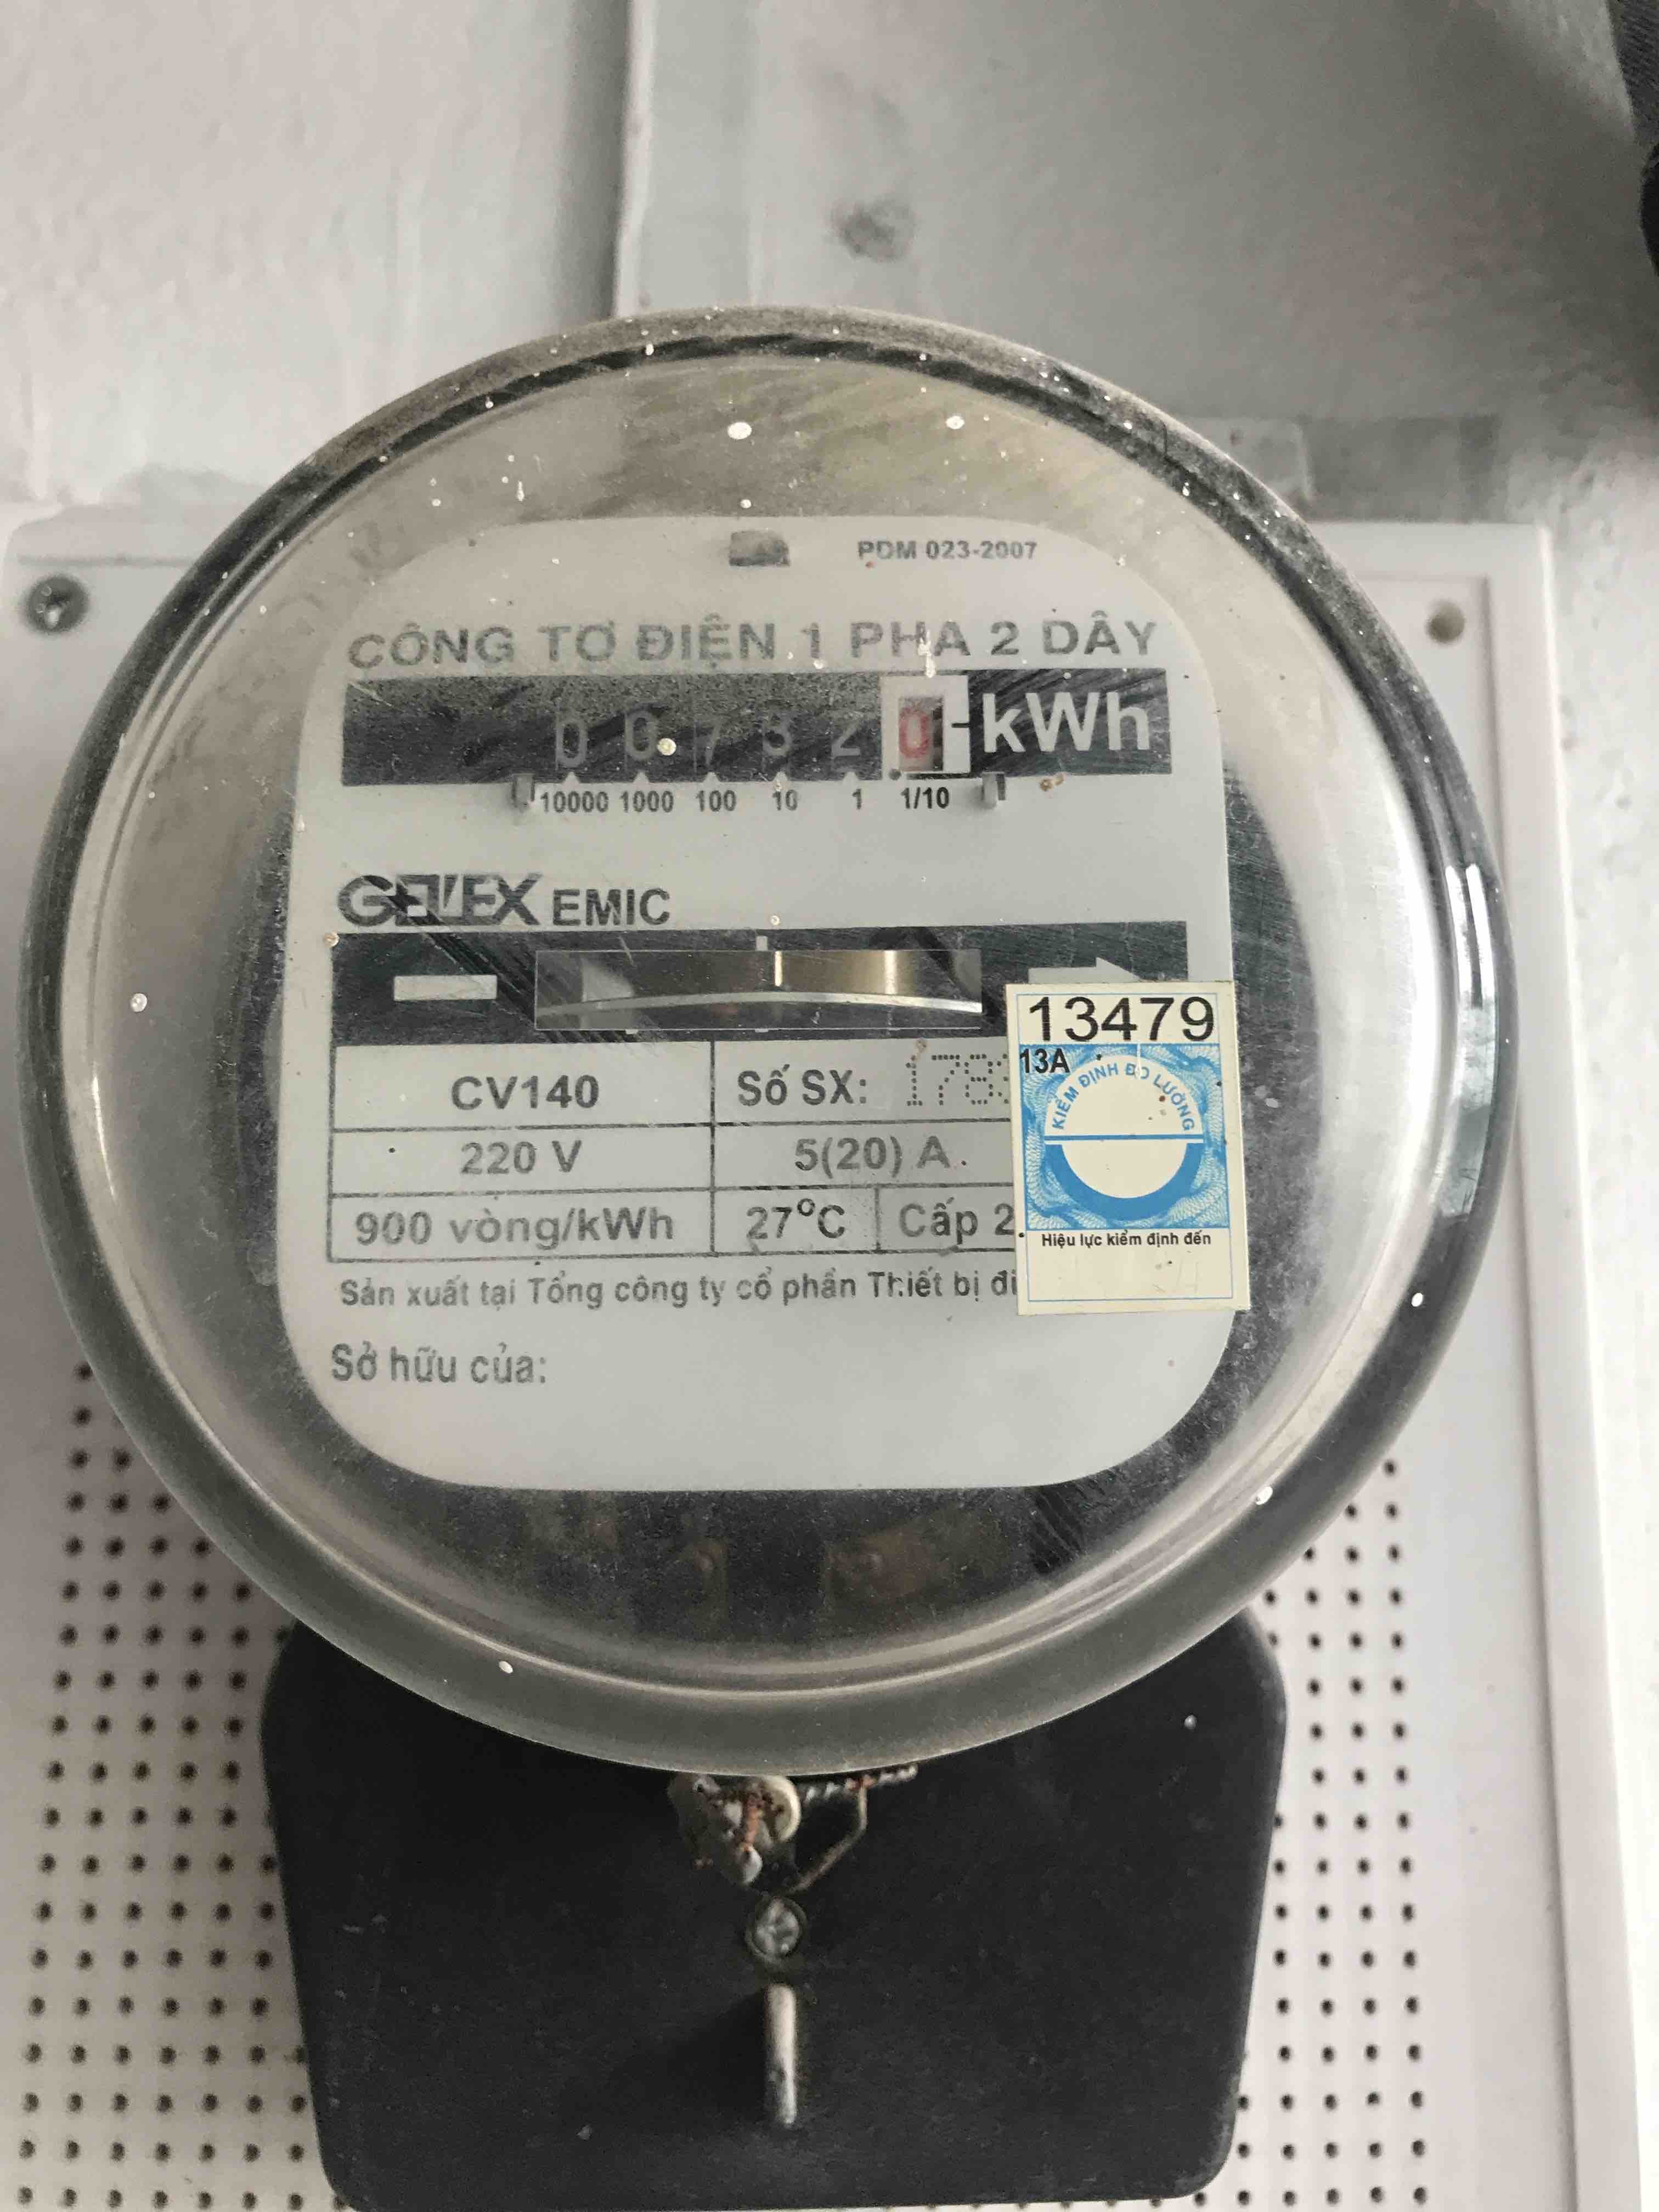 PDM 023-2007
CÔNG TƠ ĐIỆN 1 PHA 2 DÂY
0 0 7 3 2 0 kWh
10000 1000 100 10 1 1/10
GELEX EMIC
13479
13A
KIỂM ĐỊNH ĐO LƯỜNG
Hiệu lực kiểm định đến
CV140 Số SX:
220 V 5(20) A
900 vòng/kWh 27°C Cấp 2
Sản xuất tại Tổng công ty cổ phần Thiết bị
Sở hữu của: